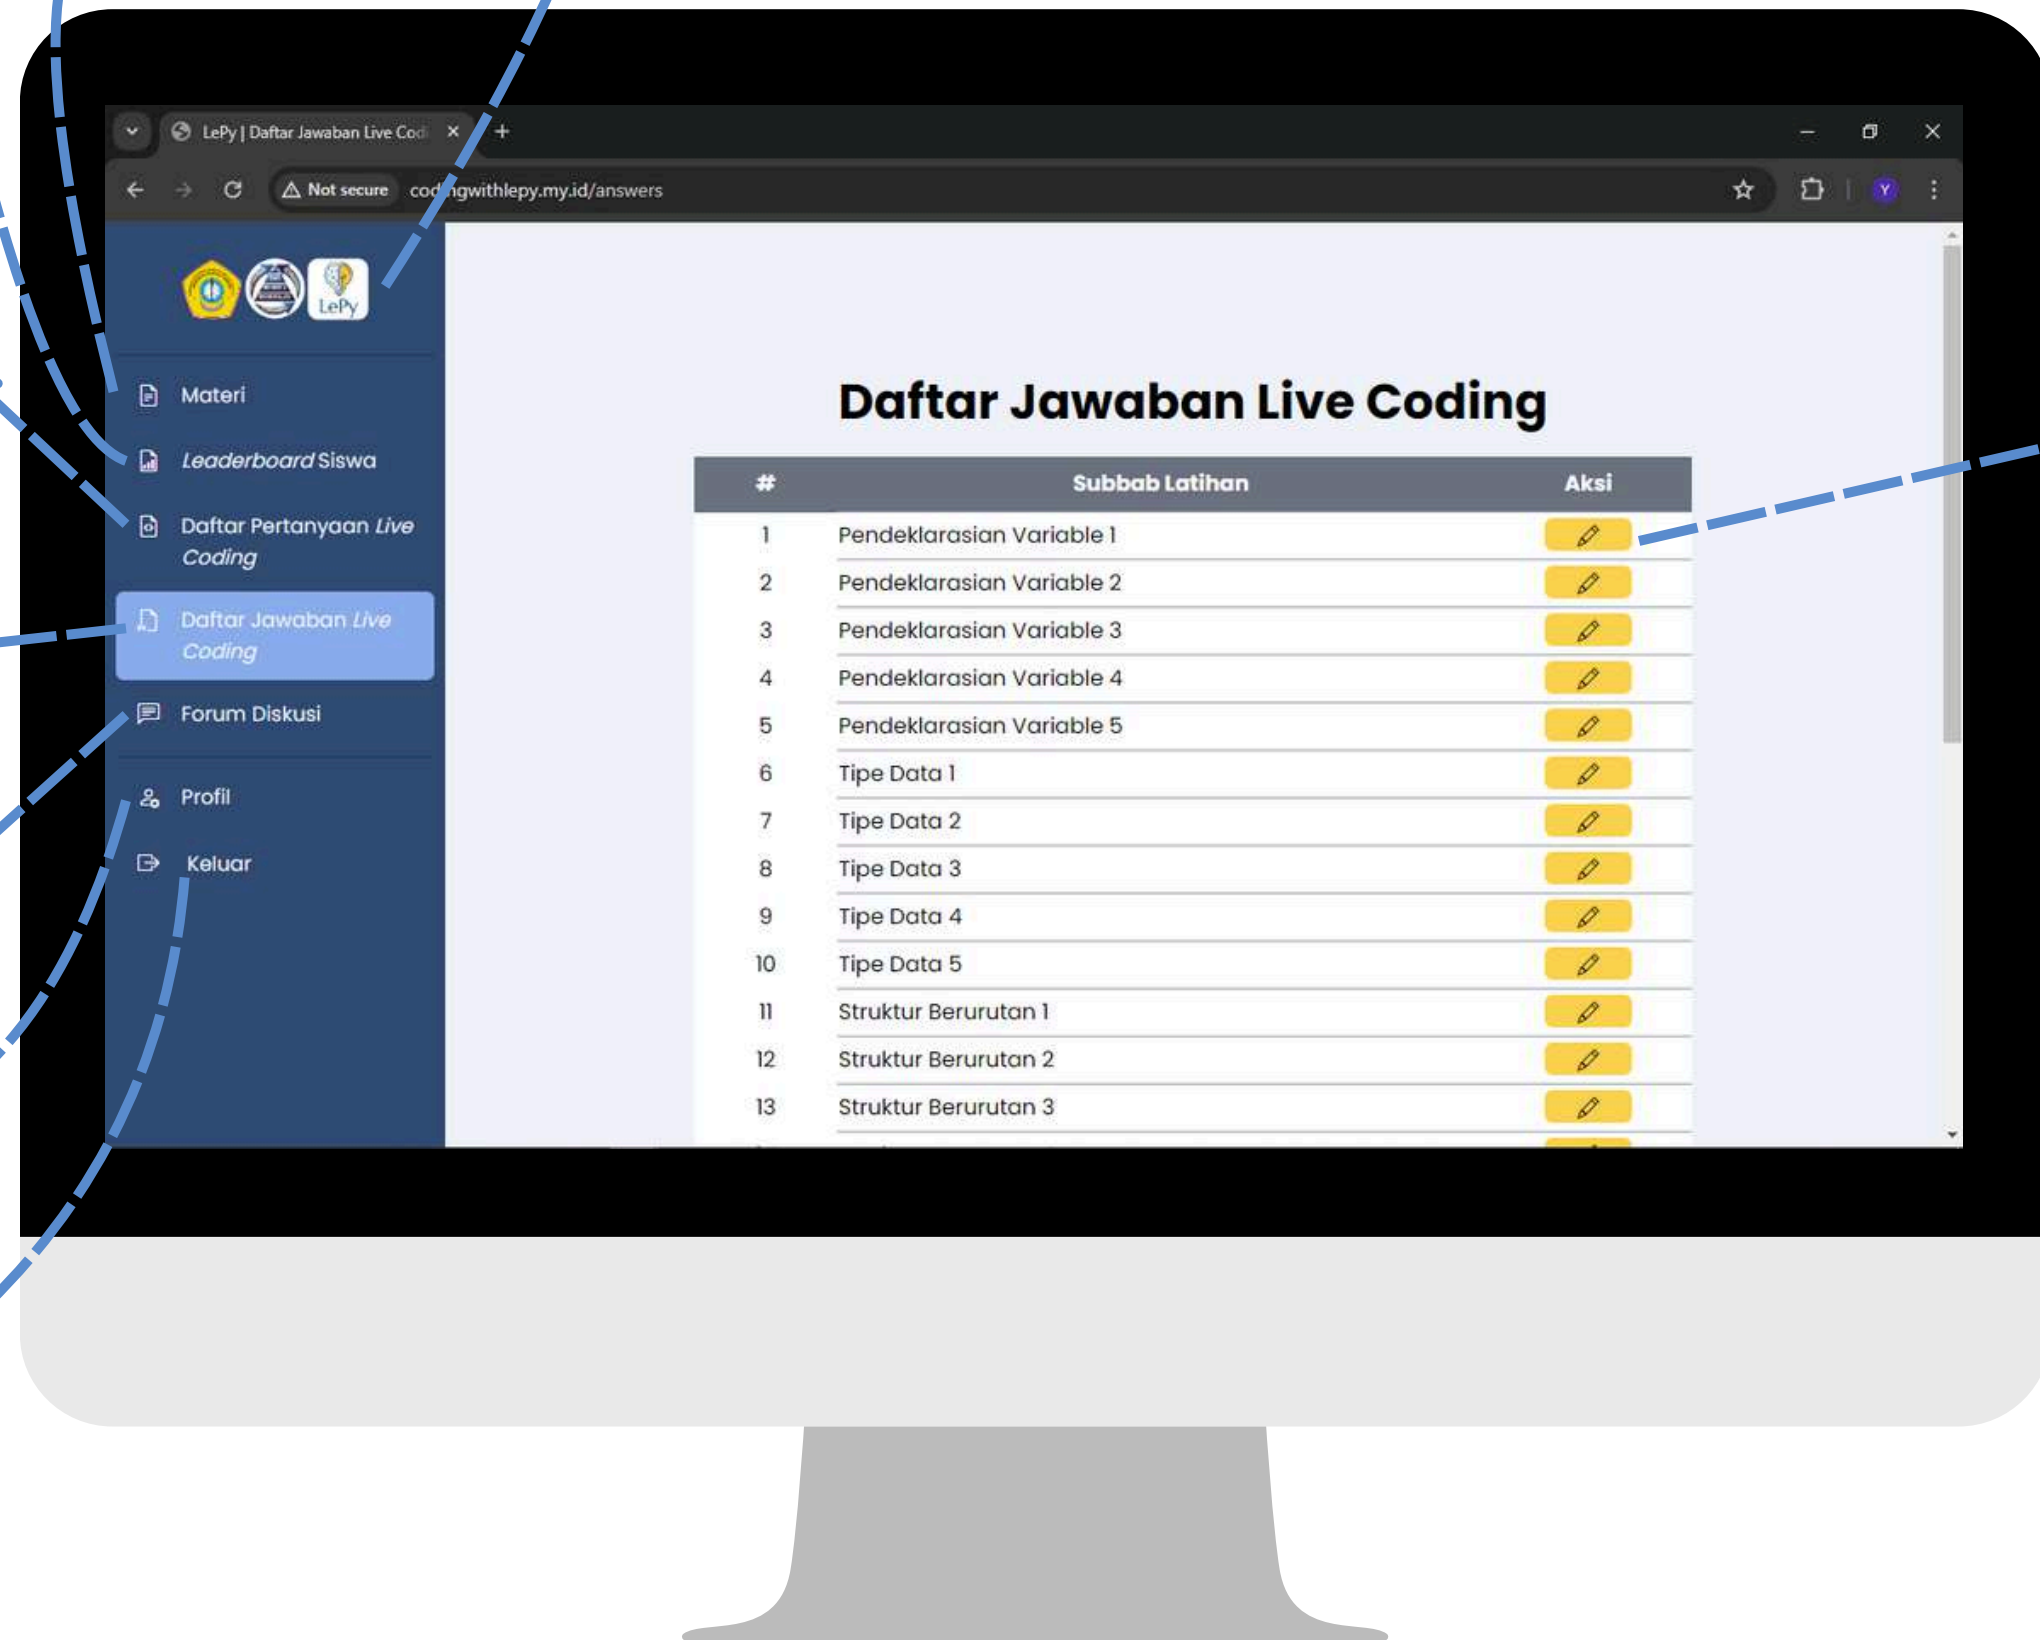 LePy | Daftar Jawaban Live Cod
Not secure codingwithlepy.my.id/answers
Y
LePy
Materi
Leaderboard Siswa
Daftar Pertanyaan Live
Coding
Daftar Jawaban Live
Coding
Forum Diskusi
Profil
Keluar
Daftar Jawaban Live Coding
# Subbab Latihan Aksi
1 Pendeklarasian Variable 1
2 Pendeklarasian Variable 2
3 Pendeklarasian Variable 3
4 Pendeklarasian Variable 4
5 Pendeklarasian Variable 5
6 Tipe Data 1
7 Tipe Data 2
8 Tipe Data 3
9 Tipe Data 4
10 Tipe Data 5
11 Struktur Berurutan 1
12 Struktur Berurutan 2
13 Struktur Berurutan 3